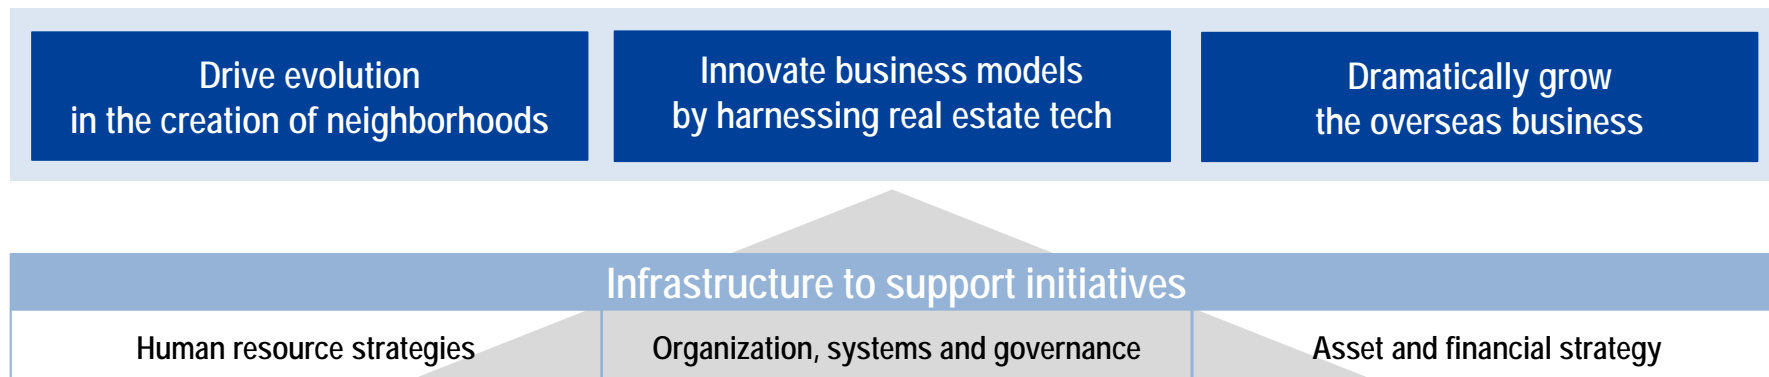 Drive evolution
in the creation of neighborhoods
Innovate business models
by harnessing real estate tech
Dramatically grow
the overseas business
Infrastructure to support initiatives
Human resource strategies
Organization, systems and governance
Asset and financial strategy